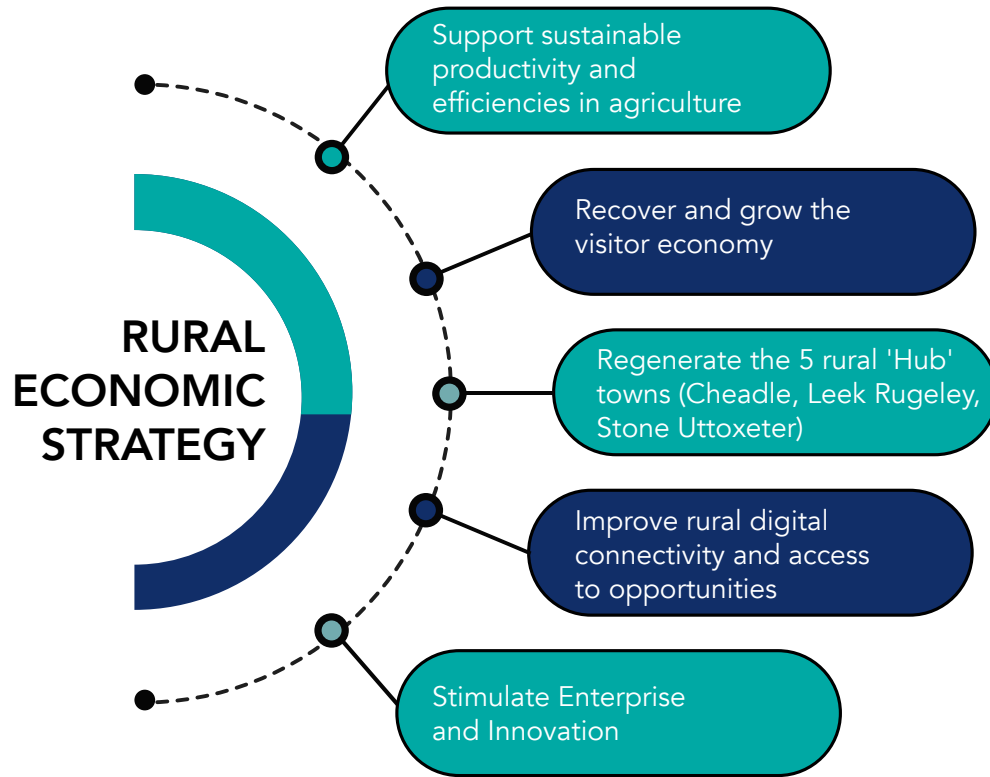 RURAL
ECONOMIC
STRATEGY
Support sustainable
productivity and
efficiencies in agriculture
Recover and grow the
visitor economy
Regenerate the 5 rural 'Hub'
towns (Cheadle, Leek Rugeley,
Stone Uttoxeter)
Improve rural digital
connectivity and access
to opportunities
Stimulate Enterprise
and Innovation